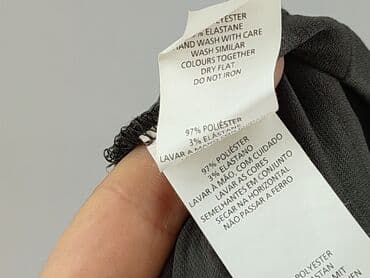 % ELASTANE
HAND WASH WITH CARE
WASH SIMILAR
COLOURS TOGETHER
DRY FLAT
DO NOT IRON
97% POLIÉSTER
3% ELASTANO
LAVAR À M
97% POLIÉSTER
3% ELASTANO
LAVAR À MÃO, COM CUIDADO
LAVAR AS CORES
SEMELHANTES EM CONJUNTO
SECAR NA HORIZONTAL
NÃO PASSAR A FERRO
POLYESTER